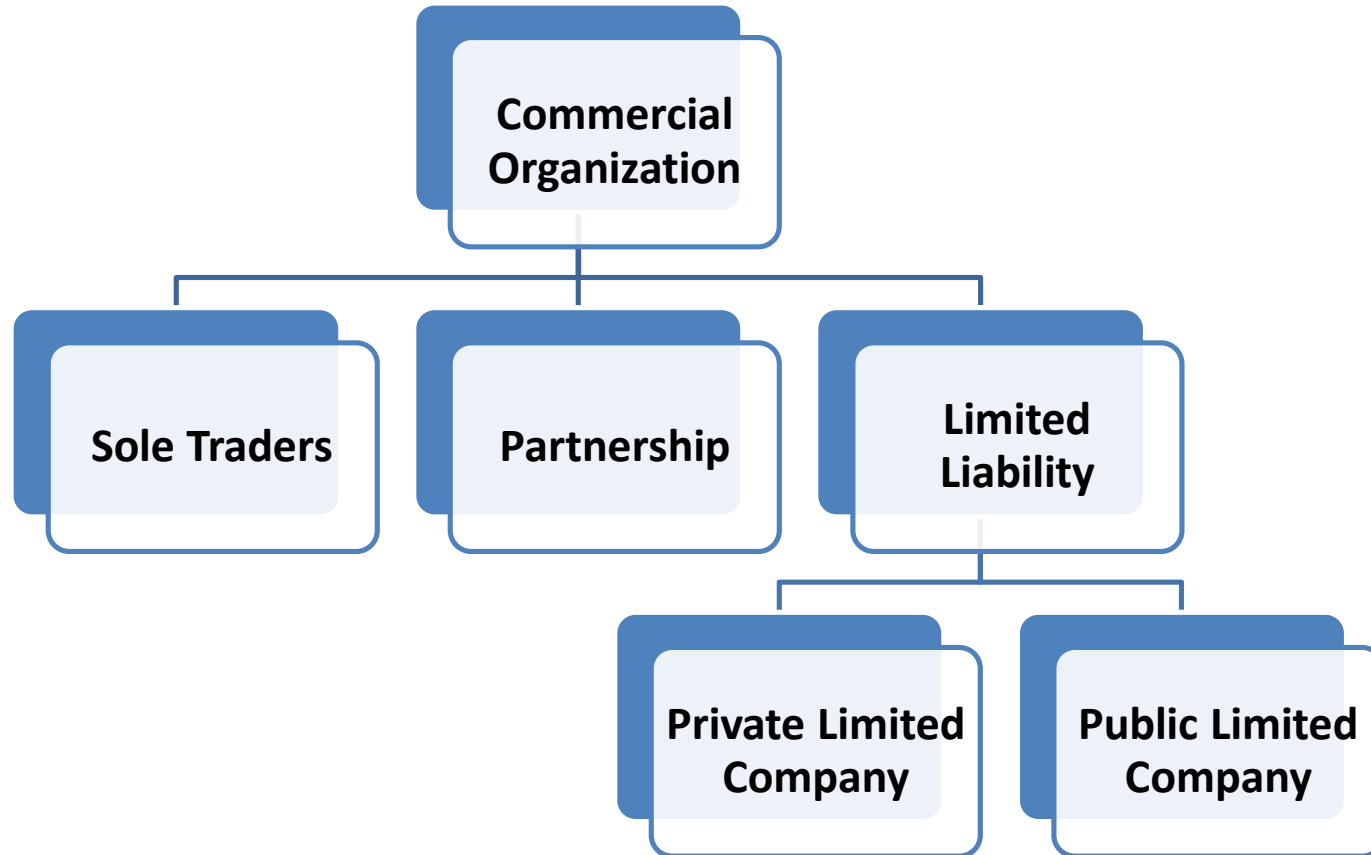 Commercial
Organization
Sole Traders
Partnership
Limited
Liability
Private Limited
Company
Public Limited
Company